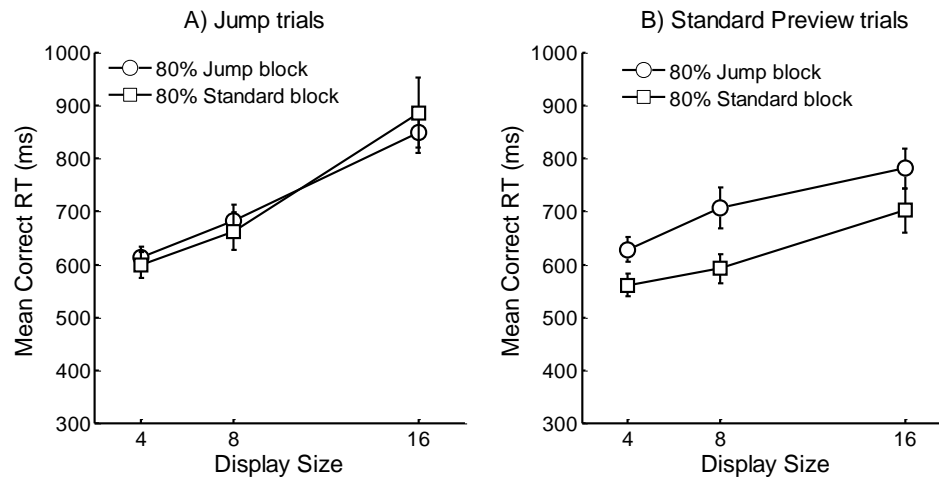 A) Jump trials
1000
900
800
700
600
500
400
300
Mean Correct RT (ms)
80% Jump block
80% Standard block
4
8
16
Display Size
B) Standard Preview trials
1000
900
800
700
600
500
400
300
Mean Correct RT (ms)
80% Jump block
80% Standard block
4
8
16
Display Size